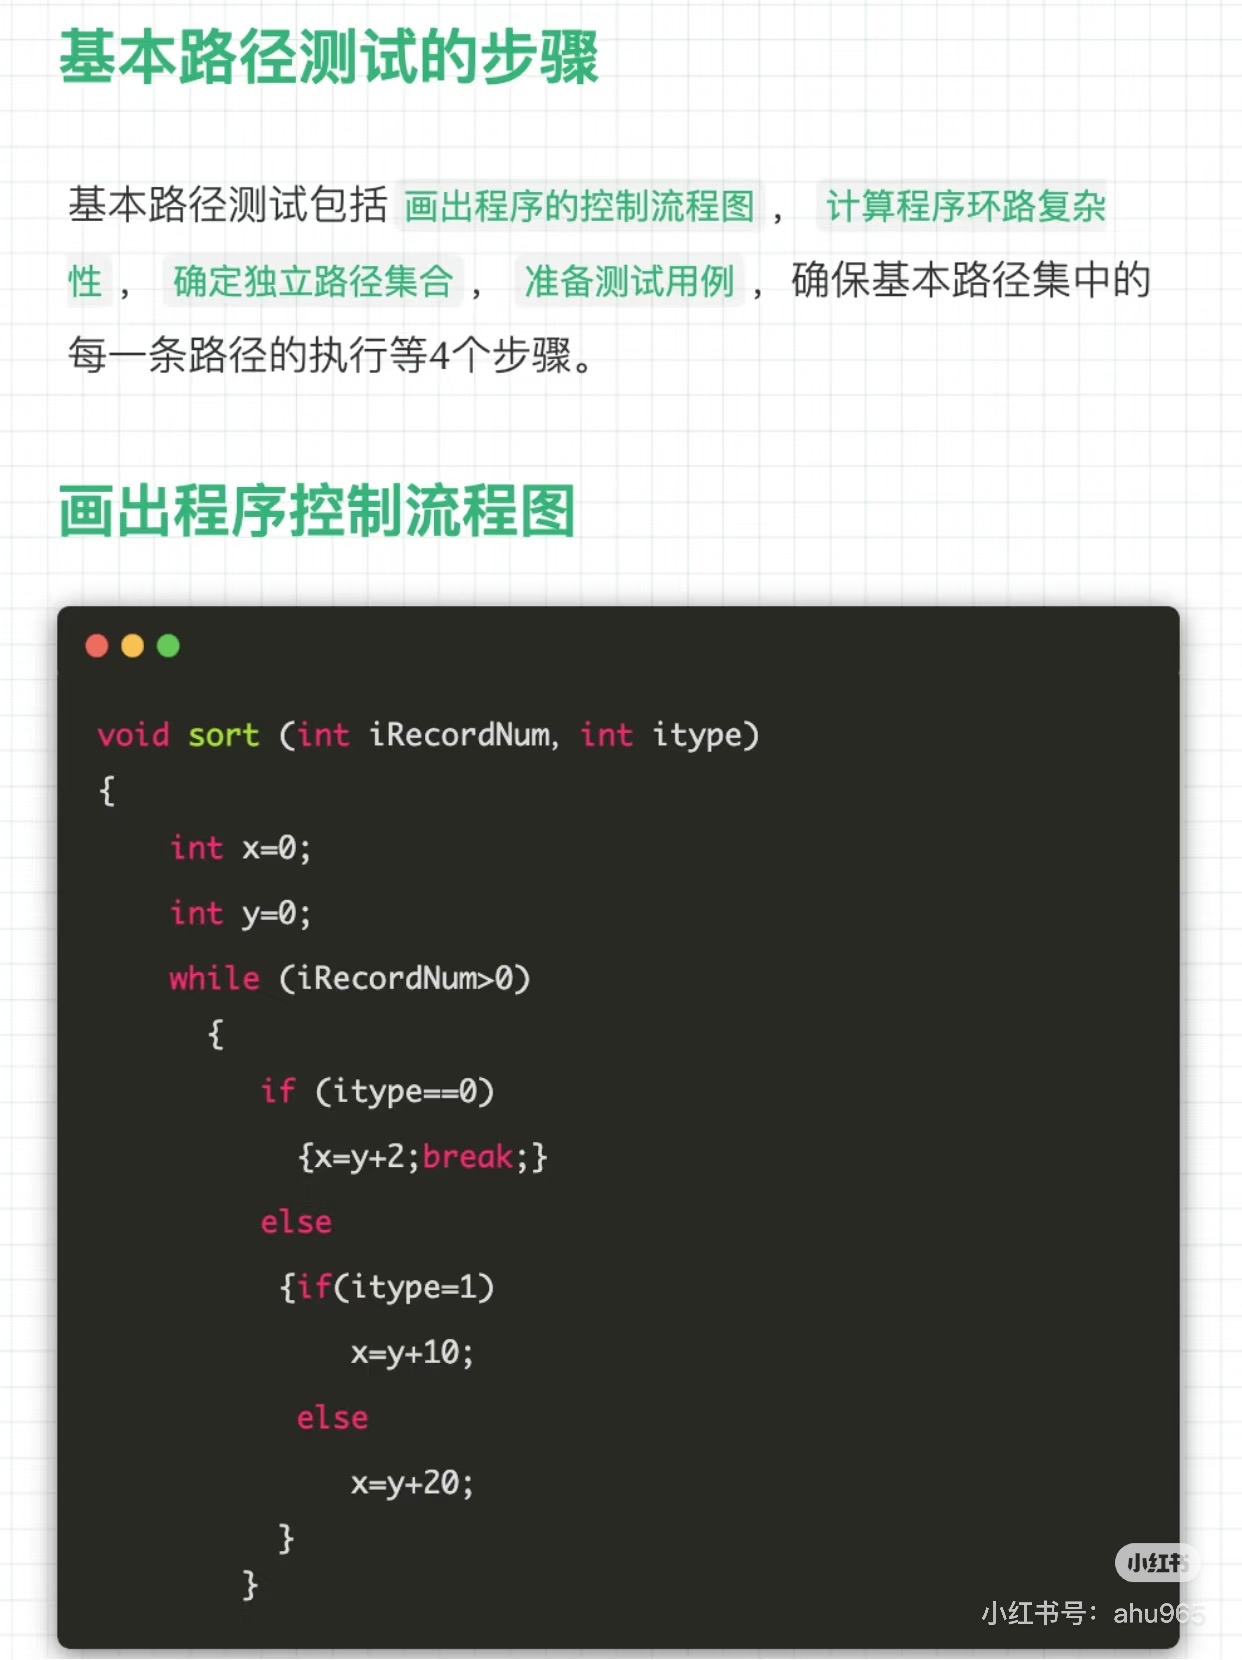 基本路径测试的步骤
基本路径测试包括 画出程序的控制流程图 ， 计算程序环路复杂
性 ， 确定独立路径集合 ， 准备测试用例 ，确保基本路径集中的
每一条路径的执行等4个步骤。
画出程序控制流程图
void sort (int iRecordNum, int itype)
{
int x=0;
int y=0;
while (iRecordNum>0)
{
if (itype==0)
{x=y+2;break;}
else
{if(itype=1)
x=y+10;
else
x=y+20;
}
}
小红书
小红书号：ahu965